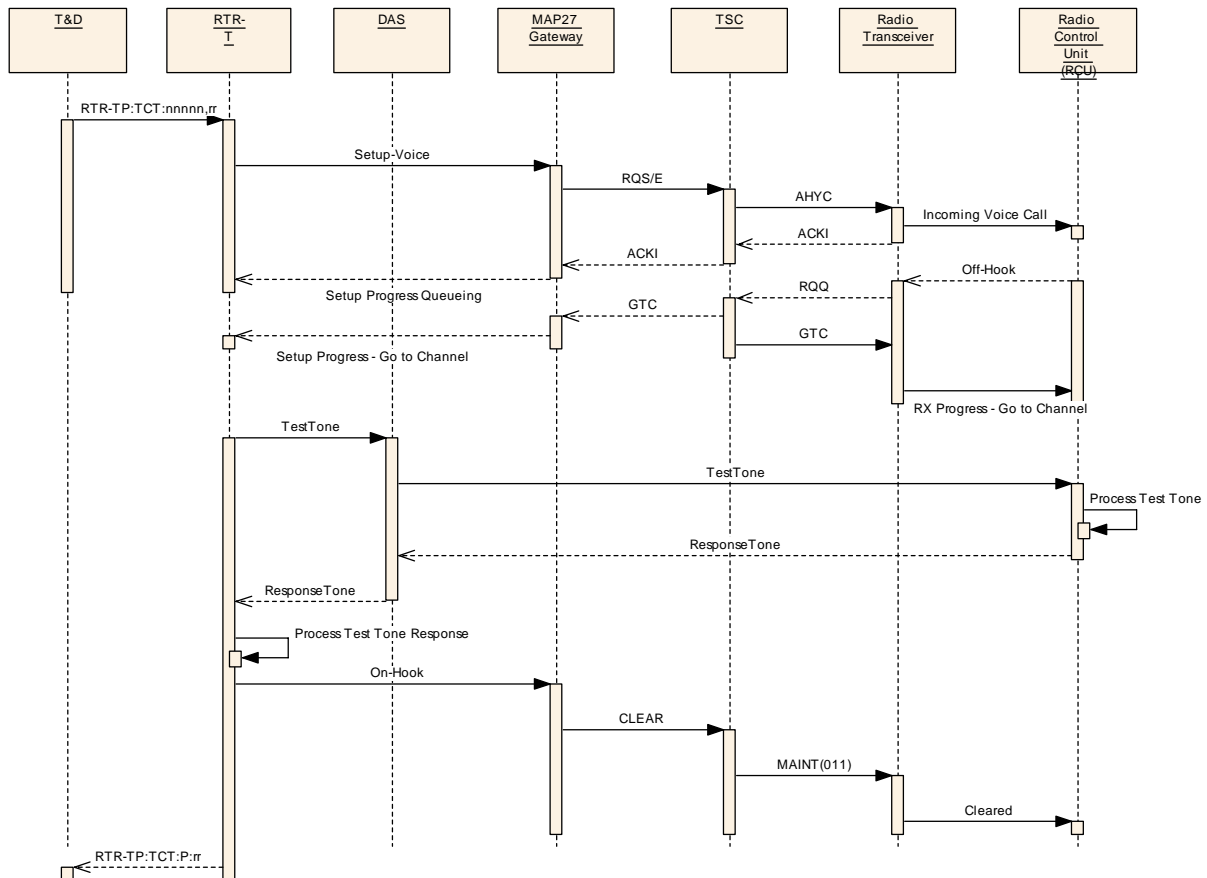 T&D
RTR-
T
DAS
MAP27
Gateway
TSC
Radio
Transceiver
Radio
Control
Unit
(RCU)
RTR-TP:TCT:nnnnn,rr
Setup-Voice
RQS/E
AHYC
Incoming Voice Call
ACKI
ACKI
Setup Progress Queueing
Off-Hook
RQQ
GTC
Setup Progress - Go to Channel
GTC
RX Progress - Go to Channel
TestTone
TestTone
Process Test Tone
ResponseTone
ResponseTone
Process Test Tone Response
On-Hook
CLEAR
MAINT(011)
Cleared
RTR-TP:TCT:P:rr